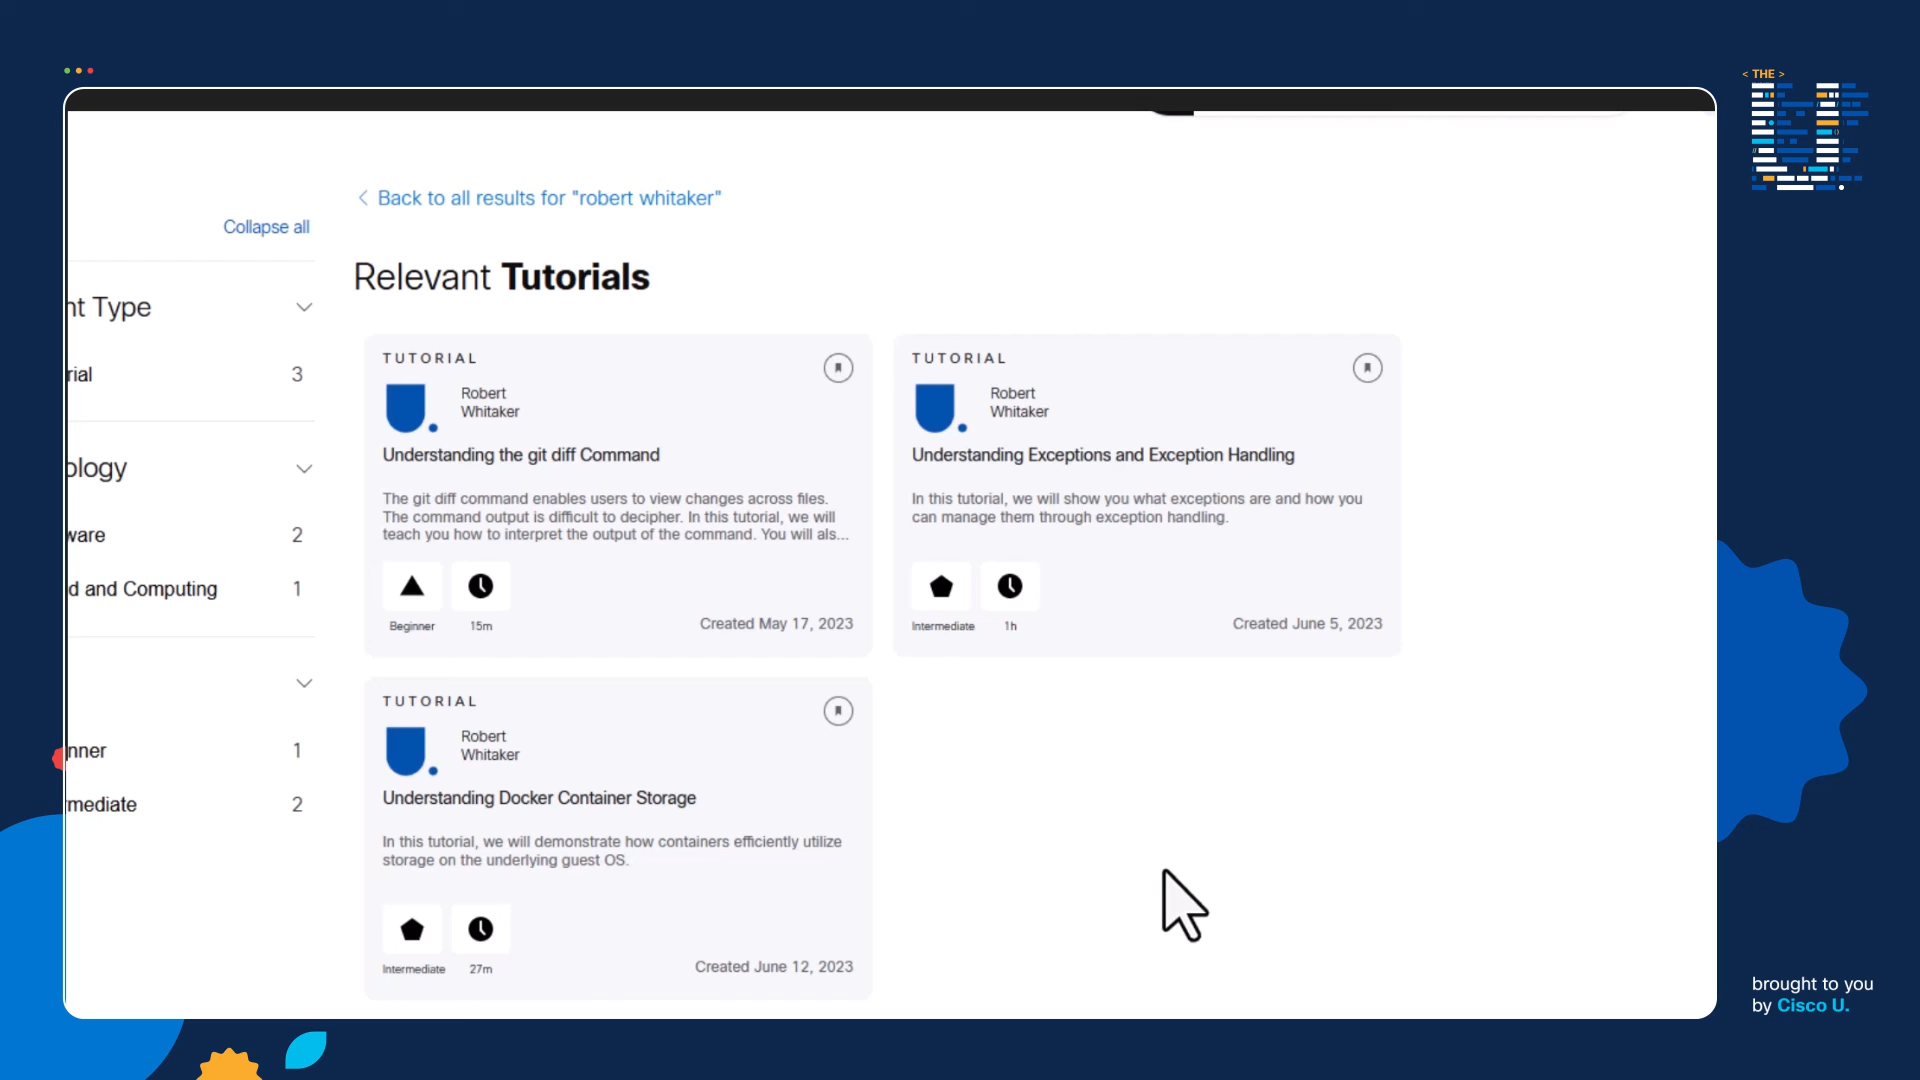 < THE >
Back to all results for "robert whitaker"
Collapse all
Relevant Tutorials
nt Type
rial 3
ology
ware 2
d and Computing 1
nner 1
mediate 2
TUTORIAL
Robert
Whitaker
Understanding the git diff Command
The git diff command enables users to view changes across files.
The command output is difficult to decipher. In this tutorial, we will
teach you how to interpret the output of the command. You will als...
Beginner 15m
Created May 17, 2023
TUTORIAL
Robert
Whitaker
Understanding Exceptions and Exception Handling
In this tutorial, we will show you what exceptions are and how you
can manage them through exception handling.
Intermediate 1h
Created June 5, 2023
TUTORIAL
Robert
Whitaker
Understanding Docker Container Storage
In this tutorial, we will demonstrate how containers efficiently utilize
storage on the underlying guest OS.
Intermediate 27m
Created June 12, 2023
brought to you
by Cisco U.